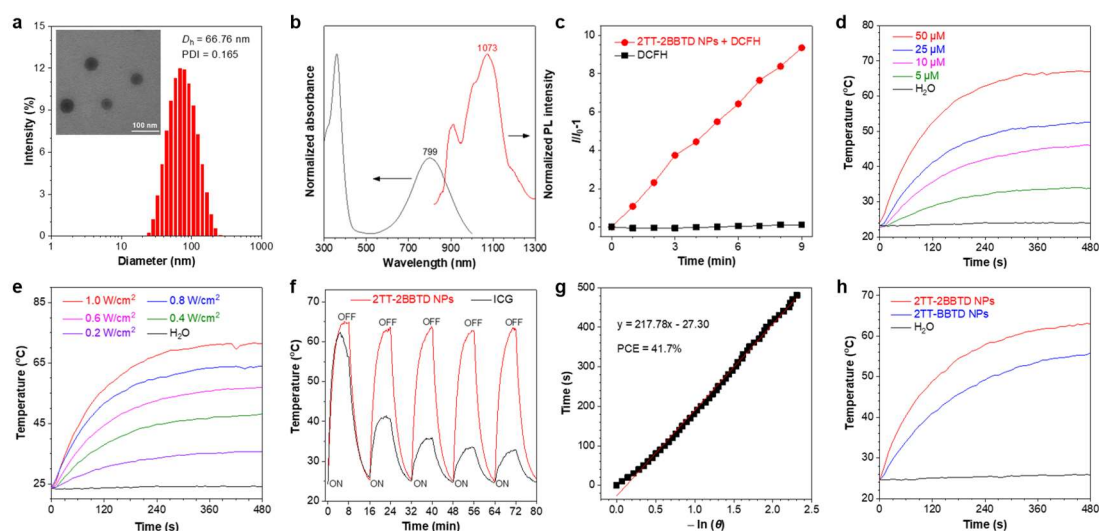 a
15
12
9
6
3
0
Intensity (%)
D_h = 66.76 nm
PDI = 0.165
100 nm
1
10
100
1000
Diameter (nm)
b
Normalized absorbance
799
1073
Normalized PL intensity
300
500
700
900
1100
1300
Wavelength (nm)
c
10
8
6
4
2
0
I/I₀-1
2TT-2BBTD NPs + DCFH
DCFH
0
3
6
9
Time (min)
d
80
70
60
50
40
30
20
Temperature (°C)
50 μM
25 μM
10 μM
5 μM
H₂O
0
120
240
360
480
Time (s)
e
85
65
45
25
Temperature (°C)
1.0 W/cm² 0.8 W/cm²
0.6 W/cm² 0.4 W/cm²
0.2 W/cm² H₂O
0
120
240
360
480
Time (s)
f
64
56
48
40
32
24
Temperature (°C)
2TT-2BBTD NPs ICG
OFF OFF OFF OFF OFF
ON ON ON ON ON
0 8 16 24 32 40 48 56 64 72 80
Time (min)
g
500
400
300
200
100
0
Time (s)
y = 217.78x - 27.30
PCE = 41.7%
0.0 0.5 1.0 1.5 2.0 2.5
− ln (θ)
h
70
60
50
40
30
20
Temperature (°C)
2TT-2BBTD NPs
2TT-BBTD NPs
H₂O
0
120
240
360
480
Time (s)